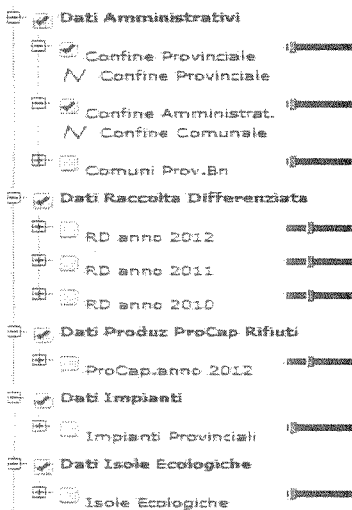 Dati Amministrativi
Confine Provinciale
Confine Provinciale
Confine Amministrat.
Confine Comunale
Comuni Prov.Bn
Dati Raccolta Differenziata
RD anno 2012
RD anno 2011
RD anno 2010
Dati Produz ProCap Rifiuti
ProCap.anno 2012
Dati Impianti
Impianti Provinciali
Dati Isole Ecologiche
Isole Ecologiche